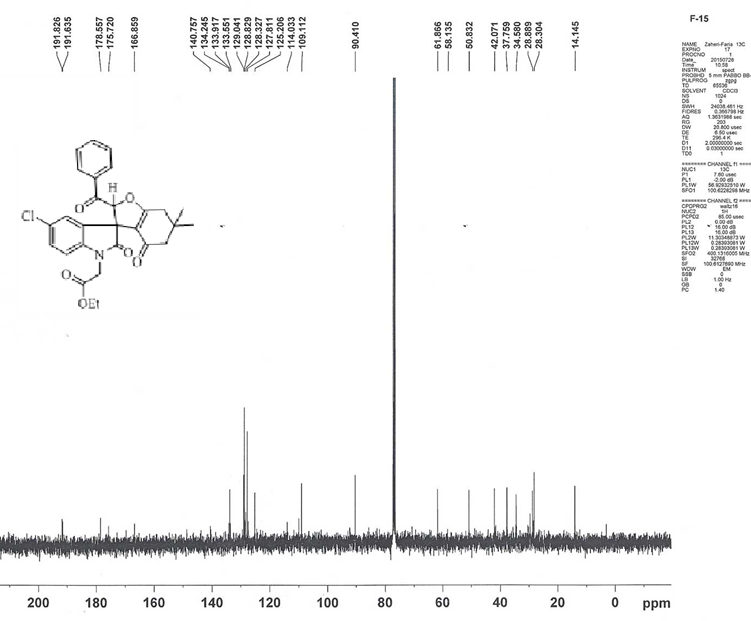 F-15
191.826
191.635
178.557
175.720
166.859
140.757
134.245
133.917
133.551
129.041
128.829
128.327
127.811
125.206
114.033
109.112
90.410
61.866
58.135
50.832
42.071
37.759
34.580
28.889
28.304
14.145
NAME Zaheri-Faria 13C
EXPNO 17
PROCNO 1
Date_ 20150728
Time 10.58
INSTRUM spect
PROBHD 5 mm PABBO BB-
PULPROG zgpg
TD 65536
SOLVENT CDCl3
NS 1024
DS 0
SWH 24038.461 Hz
FIDRES 0.366798 Hz
AQ 1.3631988 sec
RG 203
DW 20.800 usec
DE 6.50 usec
TE 296.4 K
D1 2.00000000 sec
D11 0.03000000 sec
TD0 1
======== CHANNEL f1 ====
NUC1 13C
P1 7.80 usec
PL1 -2.00 dB
PL1W 56.92932510 W
SFO1 100.6228298 MHz
======== CHANNEL f2 ====
CPDPRG2 waltz16
NUC2 1H
PCPD2 85.00 usec
PL2 0.00 dB
PL12 16.00 dB
PL13 16.00 dB
PL2W
PL12W 0.28393081 W
PL13W 0.28393081 W
SFO2 400.1316005 MHz
SI 32768
SF 100.6127690 MHz
WDW EM
SSB 0
LB 1.00 Hz
GB 0
PC 1.40
O
H
O
Cl
N
O
O
O
O
OEt
200 180 160 140 120 100 80 60 40 20 0 ppm